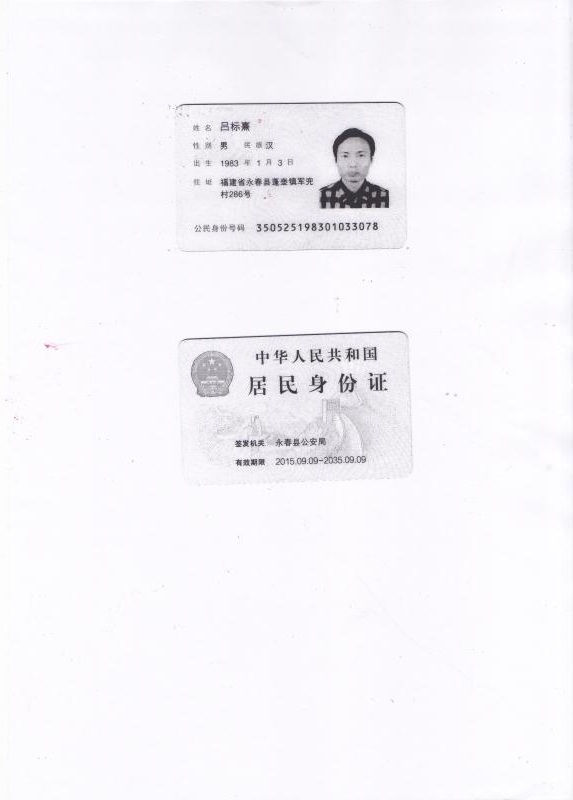 姓名 吕标熹
性别 男 民族 汉
出生 1983 年 1 月 3 日
住址 福建省永春县蓬壶镇军兜
村286号
公民身份号码 350525198301033078
中华人民共和国
居民身份证
签发机关 永春县公安局
有效期限 2015.09.09-2035.09.09